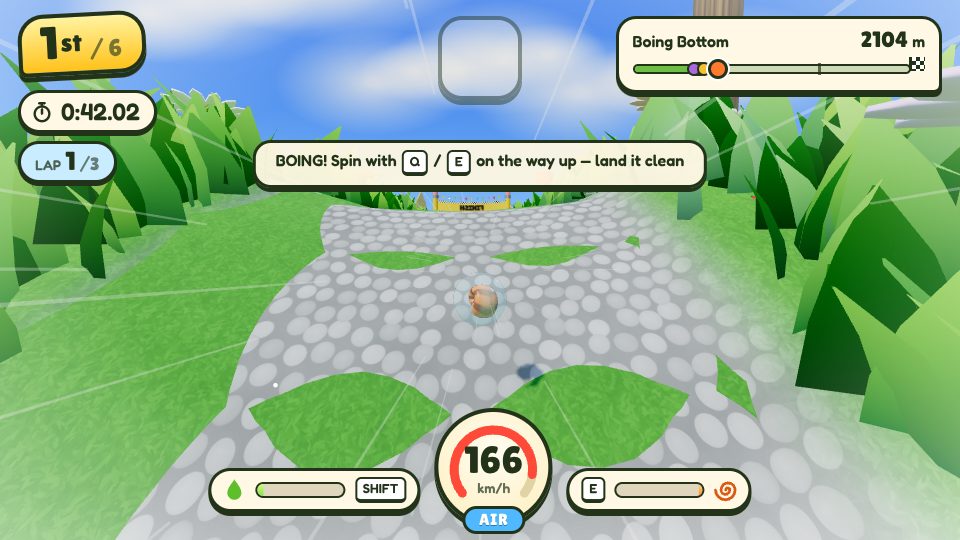 1st / 6
Boing Bottom 2104 m
0:42.02
LAP 1/3
BOING! Spin with Q / E on the way up – land it clean
SHIFT
166
km/h
E
AIR